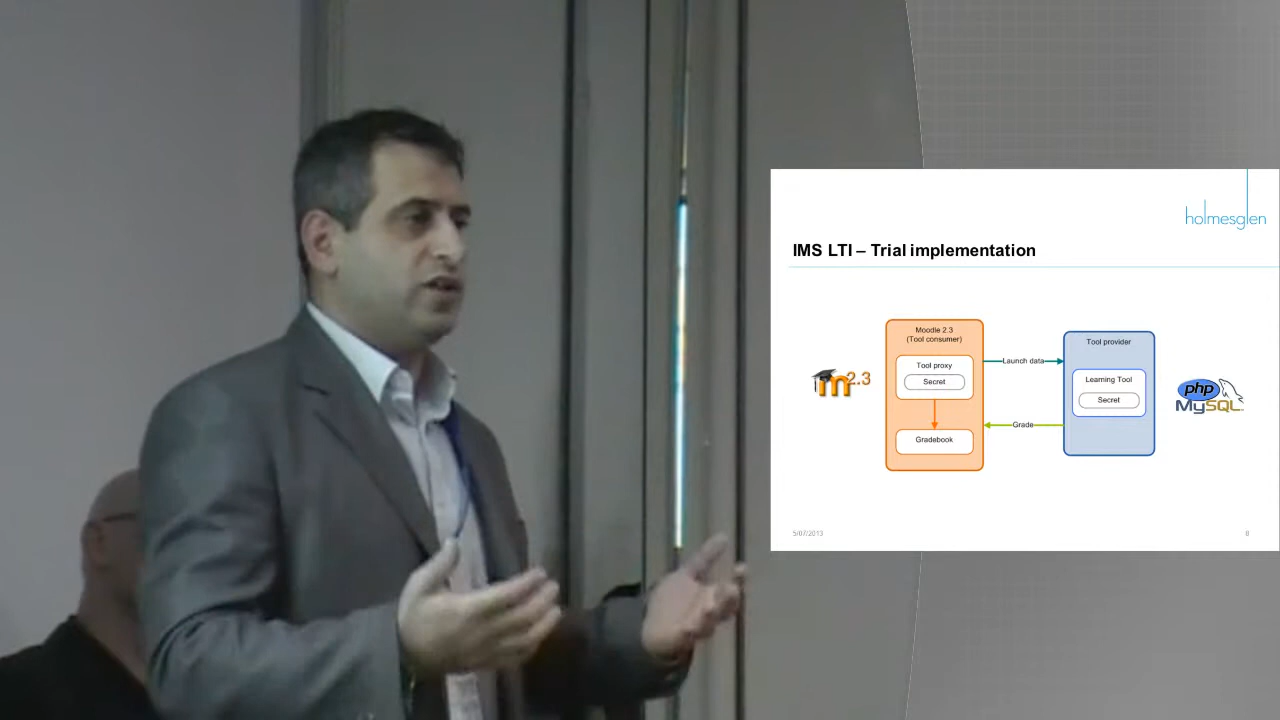 holmesglen
IMS LTI – Trial implementation
Moodle 2.3
(Tool consumer)
Tool proxy
Secret
Gradebook
Launch data
Grade
Tool provider
Learning Tool
Secret
m2.3
php
MySQL
5/07/2013